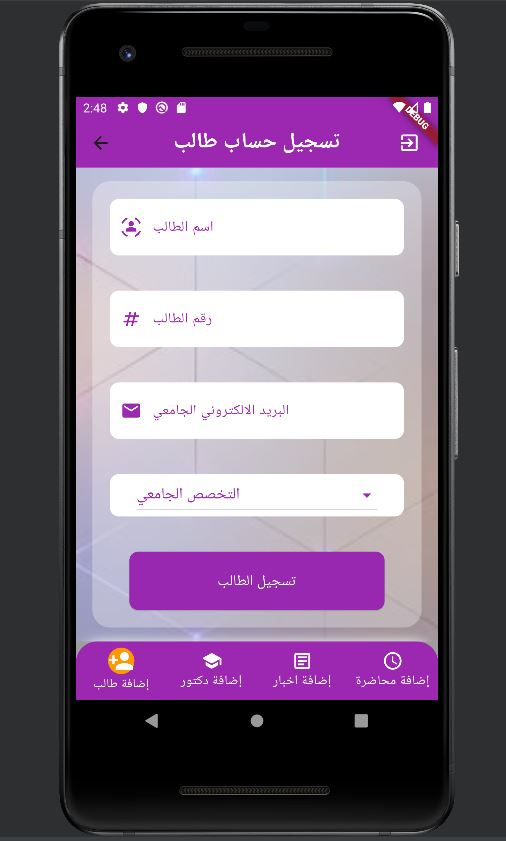 2:48
DEBUG
تسجيل حساب طالب
اسم الطالب
رقم الطالب
البريد الالكتروني الجامعي
التخصص الجامعي
تسجيل الطالب
إضافة طالب
إضافة دكتور
إضافة اخبار
إضافة محاضرة